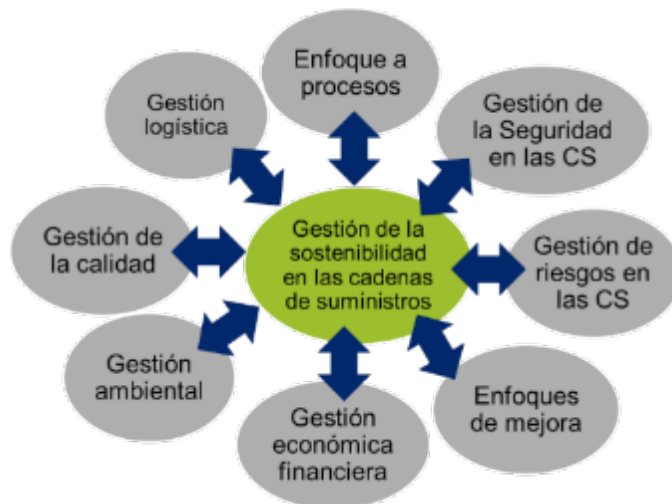 Enfoque a
procesos
Gestión de
la Seguridad
en las CS
Gestión de
riesgos en
las CS
Enfoques
de mejora
Gestión
económica
financiera
Gestión
ambiental
Gestión de
la calidad
Gestión
logística
Gestión de la
sostenibilidad
en las cadenas
de suministros